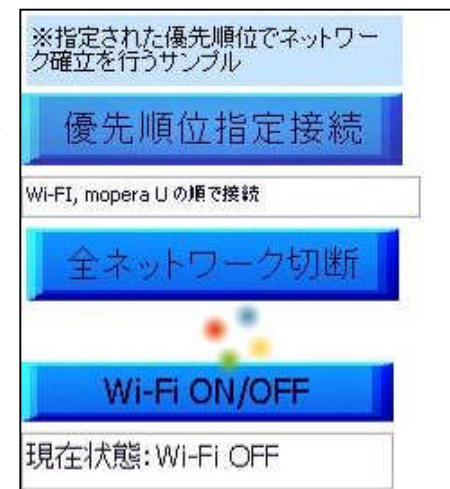 ※指定された優先順位でネットワー
ク確立を行うサンプル
優先順位指定接続
Wi-FI, mopera U の順で接続
全ネットワーク切断
Wi-Fi ON/OFF
現在状態:Wi-Fi OFF